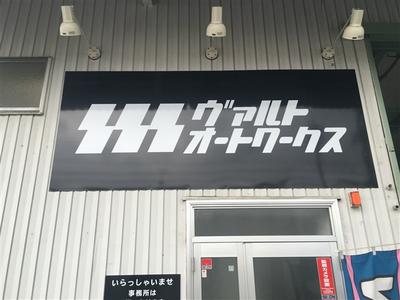 ヴァルト
オートワークス
いらっしゃいませ
事務所は